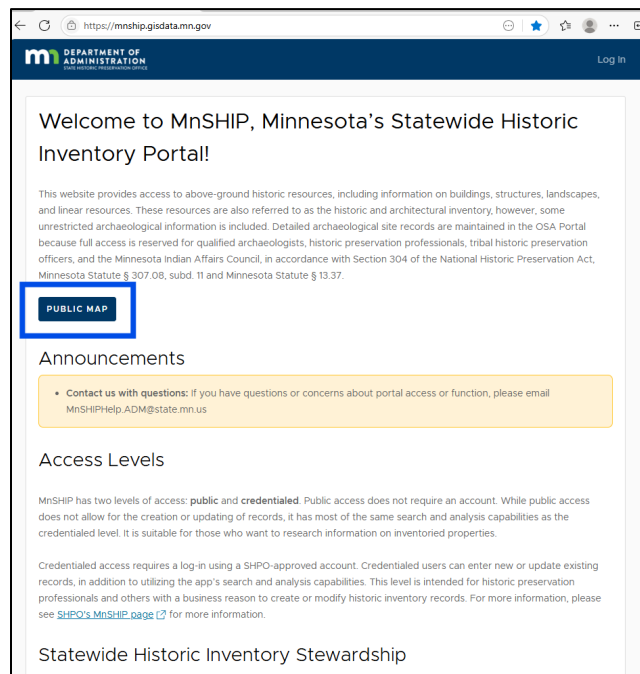 https://mnship.gisdata.mn.gov
DEPARTMENT OF
ADMINISTRATION
STATE HISTORIC PRESERVATION OFFICE
Log In
Welcome to MnSHIP, Minnesota's Statewide Historic
Inventory Portal!
This website provides access to above-ground historic resources, including information on buildings, structures, landscapes,
and linear resources. These resources are also referred to as the historic and architectural inventory, however, some
unrestricted archaeological information is included. Detailed archaeological site records are maintained in the OSA Portal
because full access is reserved for qualified archaeologists, historic preservation professionals, tribal historic preservation
officers, and the Minnesota Indian Affairs Council, in accordance with Section 304 of the National Historic Preservation Act,
Minnesota Statute § 307.08, subd. 11 and Minnesota Statute § 13.37.
PUBLIC MAP
Announcements
• Contact us with questions: If you have questions or concerns about portal access or function, please email
MnSHIPHelp.ADM@state.mn.us
Access Levels
MnSHIP has two levels of access: public and credentialed. Public access does not require an account. While public access
does not allow for the creation or updating of records, it has most of the same search and analysis capabilities as the
credentialed level. It is suitable for those who want to research information on inventoried properties.
Credentialed access requires a log-in using a SHPO-approved account. Credentialed users can enter new or update existing
records, in addition to utilizing the app's search and analysis capabilities. This level is intended for historic preservation
professionals and others with a business reason to create or modify historic inventory records. For more information, please
see SHPO's MnSHIP page for more information.
Statewide Historic Inventory Stewardship